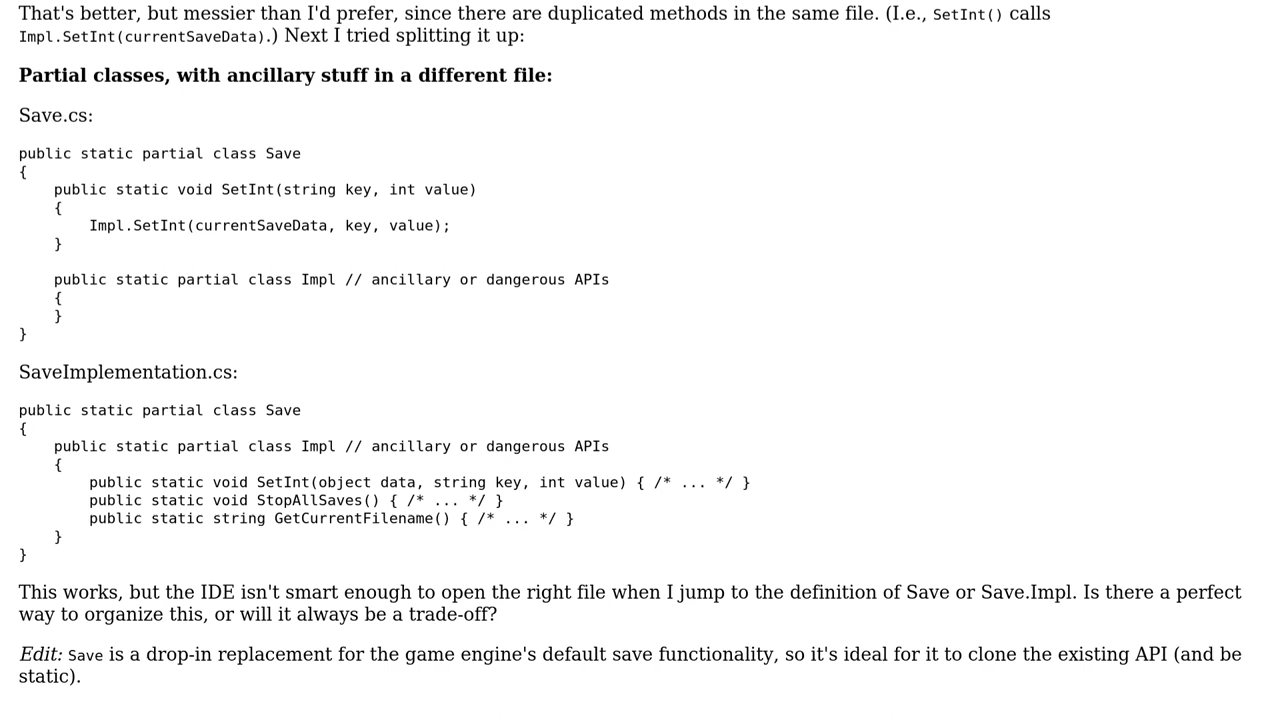 That's better, but messier than I'd prefer, since there are duplicated methods in the same file. (I.e., SetInt() calls
Impl.SetInt(currentSaveData).) Next I tried splitting it up:
Partial classes, with ancillary stuff in a different file:
Save.cs:
public static partial class Save
{
    public static void SetInt(string key, int value)
    {
        Impl.SetInt(currentSaveData, key, value);
    }

    public static partial class Impl // ancillary or dangerous APIs
    {
    }
}
SaveImplementation.cs:
public static partial class Save
{
    public static partial class Impl // ancillary or dangerous APIs
    {
        public static void SetInt(object data, string key, int value) { /* ... */ }
        public static void StopAllSaves() { /* ... */ }
        public static string GetCurrentFilename() { /* ... */ }
    }
}
This works, but the IDE isn't smart enough to open the right file when I jump to the definition of Save or Save.Impl. Is there a perfect
way to organize this, or will it always be a trade-off?
Edit: Save is a drop-in replacement for the game engine's default save functionality, so it's ideal for it to clone the existing API (and be
static).